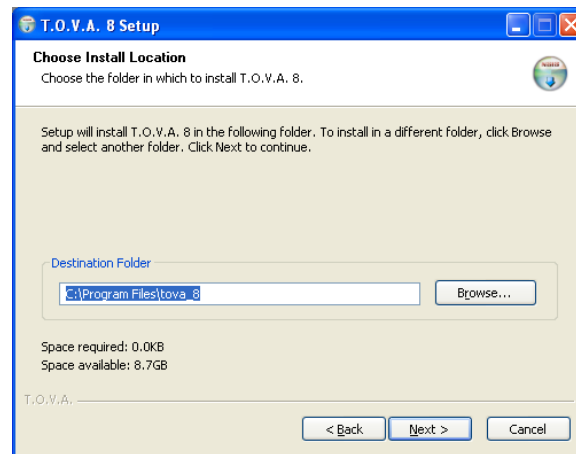 T.O.V.A. 8 Setup
Choose Install Location
Choose the folder in which to install T.O.V.A. 8.
Setup will install T.O.V.A. 8 in the following folder. To install in a different folder, click Browse
and select another folder. Click Next to continue.
Destination Folder
C:\Program Files\tova_8
Browse...
Space required: 0.0KB
Space available: 8.7GB
T.O.V.A.
< Back
Next >
Cancel